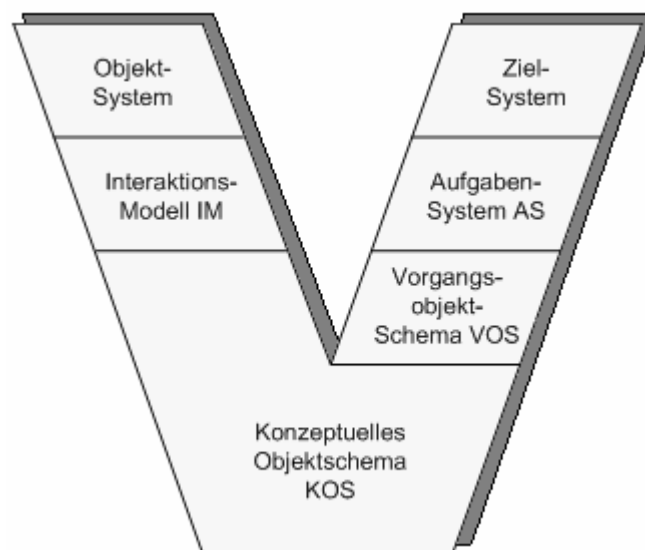 Objekt-
System
Ziel-
System
Interaktions-
Modell IM
Aufgaben-
System AS
Vorgangs-
objekt-
Schema VOS
Konzeptuelles
Objektschema
KOS